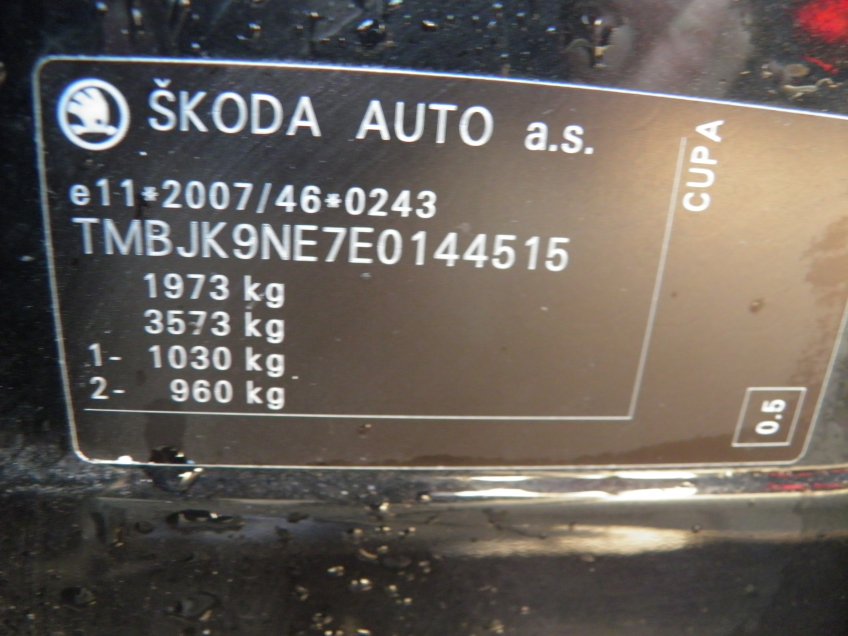 ŠKODA AUTO a.s.
e11*2007/46*0243
TMBJK9NE7E0144515
1973 kg
3573 kg
1- 1030 kg
2- 960 kg
CUPA
0.5